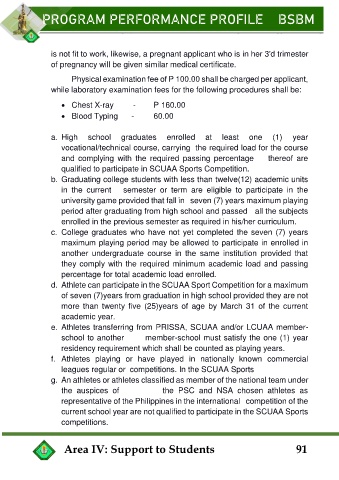 PROGRAM PERFORMANCE PROFILE BSBM
is not fit to work, likewise, a pregnant applicant who is in her 3'd trimester
of pregnancy will be given similar medical certificate.
Physical examination fee of P 100.00 shall be charged per applicant,
while laboratory examination fees for the following procedures shall be:
• Chest X-ray - P 160.00
• Blood Typing - 60.00
a. High school graduates enrolled at least one (1) year
vocational/technical course, carrying the required load for the course
and complying with the required passing percentage thereof are
qualified to participate in SCUAA Sports Competition.
b. Graduating college students with less than twelve(12) academic units
in the current semester or term are eligible to participate in the
university game provided that fall in seven (7) years maximum playing
period after graduating from high school and passed all the subjects
enrolled in the previous semester as required in his/her curriculum.
c. College graduates who have not yet completed the seven (7) years
maximum playing period may be allowed to participate in enrolled in
another undergraduate course in the same institution provided that
they comply with the required minimum academic load and passing
percentage for total academic load enrolled.
d. Athlete can participate in the SCUAA Sport Competition for a maximum
of seven (7)years from graduation in high school provided they are not
more than twenty five (25)years of age by March 31 of the current
academic year.
e. Athletes transferring from PRISSA, SCUAA and/or LCUAA member-
school to another member-school must satisfy the one (1) year
residency requirement which shall be counted as playing years.
f. Athletes playing or have played in nationally known commercial
leagues regular or competitions. In the SCUAA Sports
g. An athletes or athletes classified as member of the national team under
the auspices of the PSC and NSA chosen athletes as
representative of the Philippines in the international competition of the
current school year are not qualified to participate in the SCUAA Sports
competitions.
Area IV: Support to Students 91